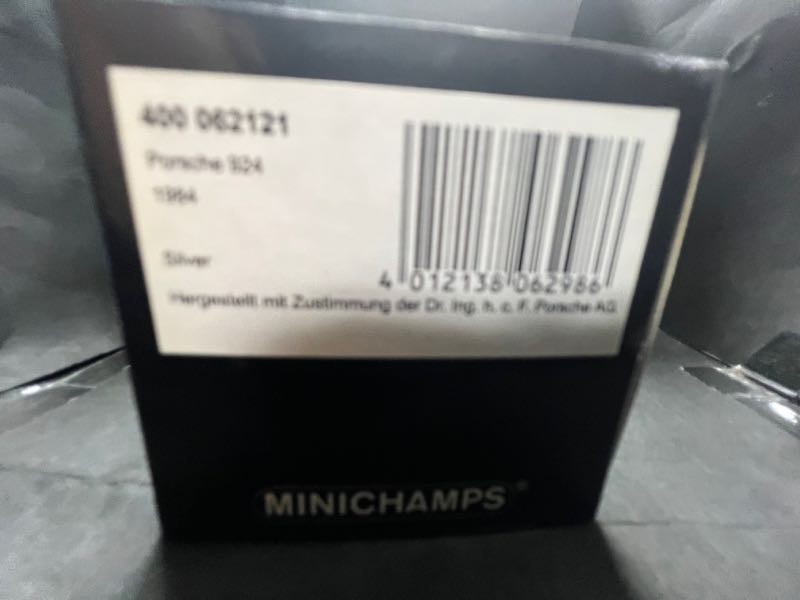 400 062121
Porsche 924
1984
Silver
4 012138 062986
Hergestellt mit Zustimmung der Dr. Ing. h. c. F. Porsche AG.
MINICHAMPS®